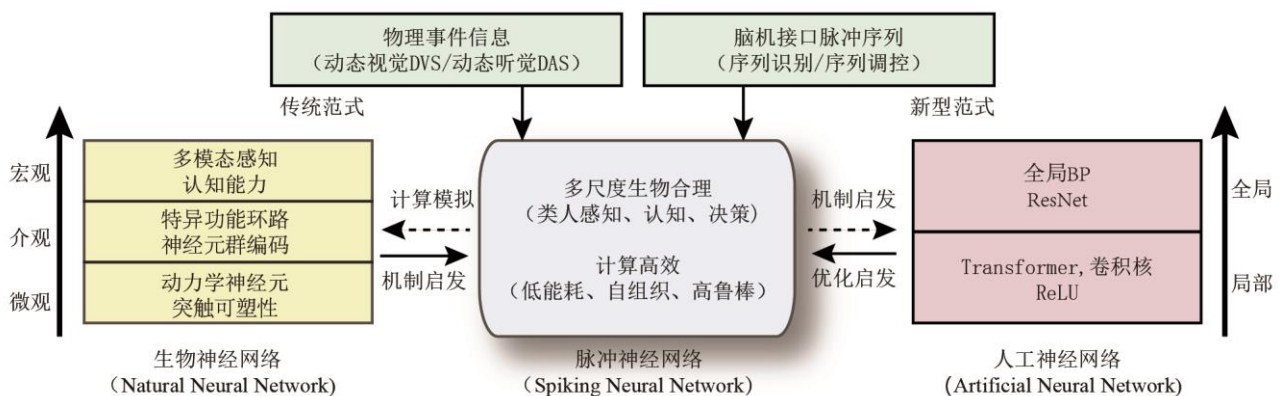 物理事件信息
（动态视觉DVS/动态听觉DAS）
脑机接口脉冲序列
（序列识别/序列调控）
传统范式
新型范式
宏观
介观
微观
多模态感知
认知能力
特异功能环路
神经元群编码
动力学神经元
突触可塑性
计算模拟
机制启发
多尺度生物合理
（类人感知、认知、决策)
计算高效
（低能耗、自组织、高鲁棒）
机制启发
优化启发
全局BP
ResNet
Transformer,卷积核
ReLU
全局
局部
生物神经网络
（Natural Neural Network)
脉冲神经网络
（Spiking Neural Network）
人工神经网络
(Artificial Neural Network)